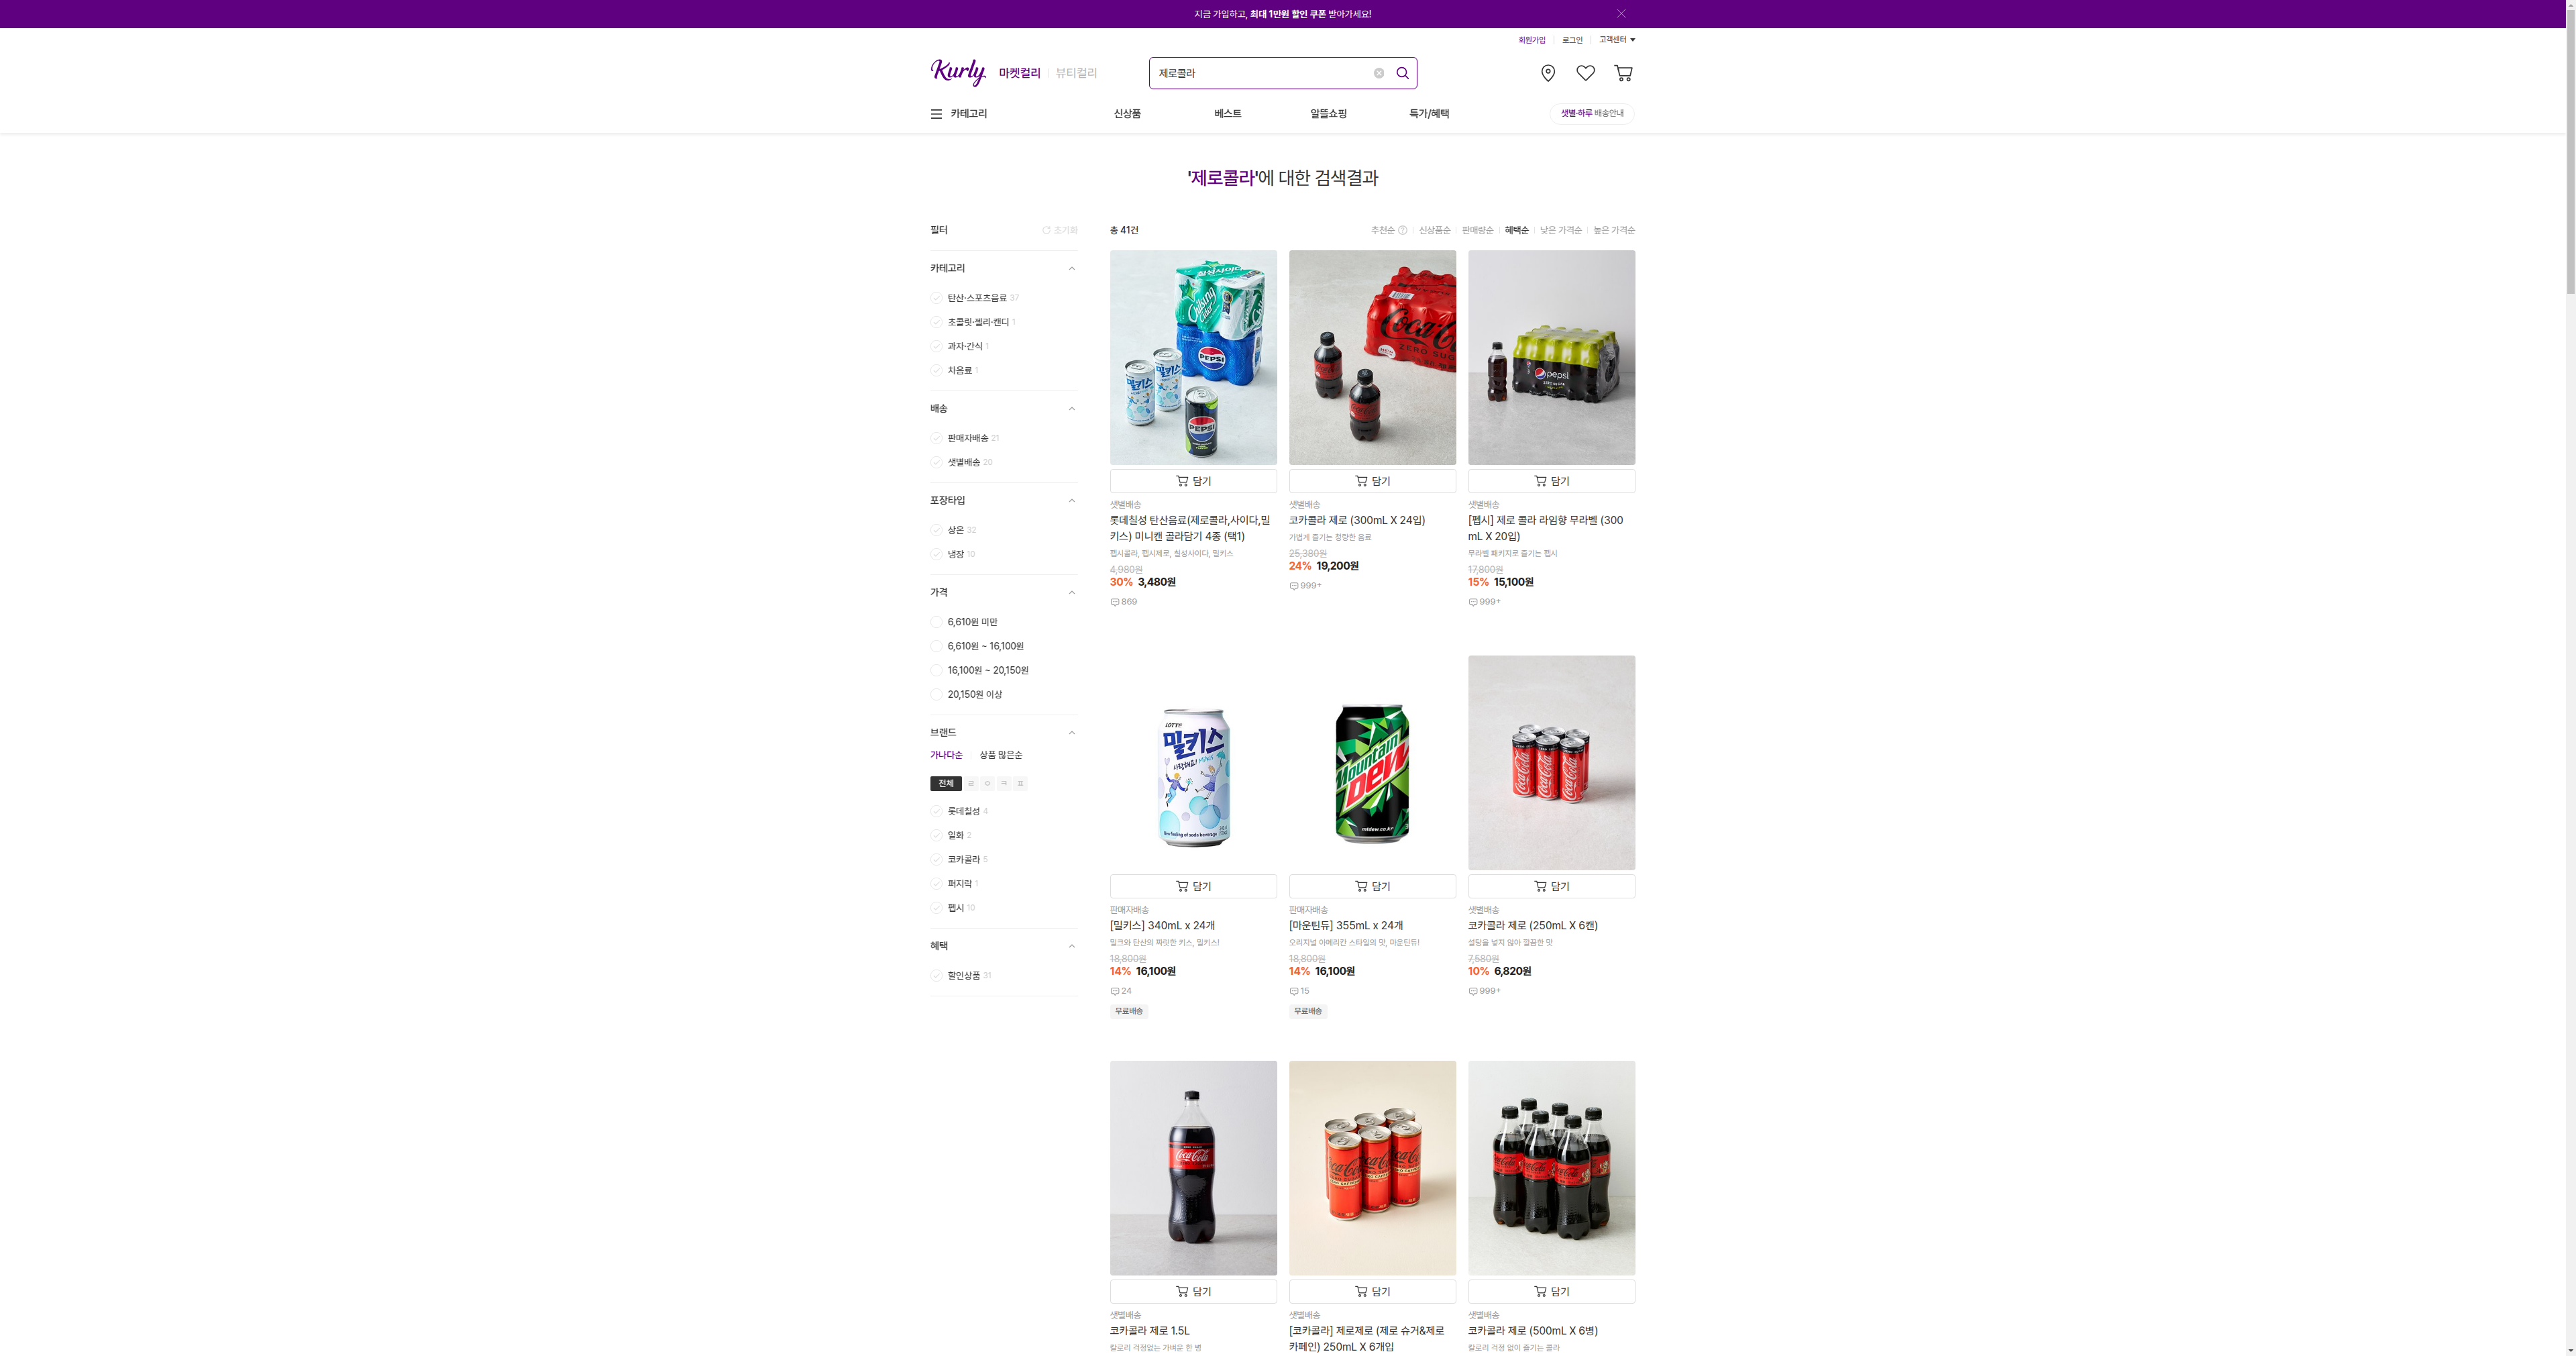 지금 가입하고, 최대 1만원 할인 쿠폰 받아가세요!
회원가입 로그인 고객센터
Kurly 마켓컬리 뷰티컬리
제로콜라
카테고리 신상품 베스트 알뜰쇼핑 특가/혜택 샛별·하루 배송안내
'제로콜라'에 대한 검색결과
필터 초기화
카테고리
탄산·스포츠음료 37
초콜릿·젤리·캔디 1
과자·간식 1
차음료 1
배송
판매자배송 21
샛별배송 20
포장타입
상온 32
냉장 10
가격
6,610원 미만
6,610원 ~ 16,100원
16,100원 ~ 20,150원
20,150원 이상
브랜드
가나다순 상품 많은순
전체 ㄹ ㅇ ㅋ ㅍ
롯데칠성 4
일화 2
코카콜라 5
퍼지락 1
펩시 10
혜택
할인상품 31
총 41건 추천순 신상품순 판매량순 혜택순 낮은 가격순 높은 가격순
담기
샛별배송
롯데칠성 탄산음료(제로콜라,사이다,밀
키스) 미니캔 골라담기 4종 (택1)
펩시콜라, 펩시제로, 칠성사이다, 밀키스
4,980원
30% 3,480원
869
담기
샛별배송
코카콜라 제로 (300mL X 24입)
가볍게 즐기는 청량한 음료
25,380원
24% 19,200원
999+
담기
샛별배송
[펩시] 제로 콜라 라임향 무라벨 (300
mL X 20입)
무라벨 패키지로 즐기는 펩시
17,800원
15% 15,100원
999+
담기
판매자배송
[밀키스] 340mL x 24개
밀크와 탄산의 짜릿한 키스, 밀키스!
18,800원
14% 16,100원
24
무료배송
담기
판매자배송
[마운틴듀] 355mL x 24개
오리지널 아메리칸 스타일의 맛, 마운틴듀!
18,800원
14% 16,100원
15
무료배송
담기
샛별배송
코카콜라 제로 (250mL X 6캔)
설탕을 넣지 않아 깔끔한 맛
7,580원
10% 6,820원
999+
담기
샛별배송
코카콜라 제로 1.5L
칼로리 걱정없는 가벼운 한 병
담기
샛별배송
[코카콜라] 제로제로 (제로 슈거&제로
카페인) 250mL X 6개입
담기
샛별배송
코카콜라 제로 (500mL X 6병)
칼로리 걱정 없이 즐기는 콜라